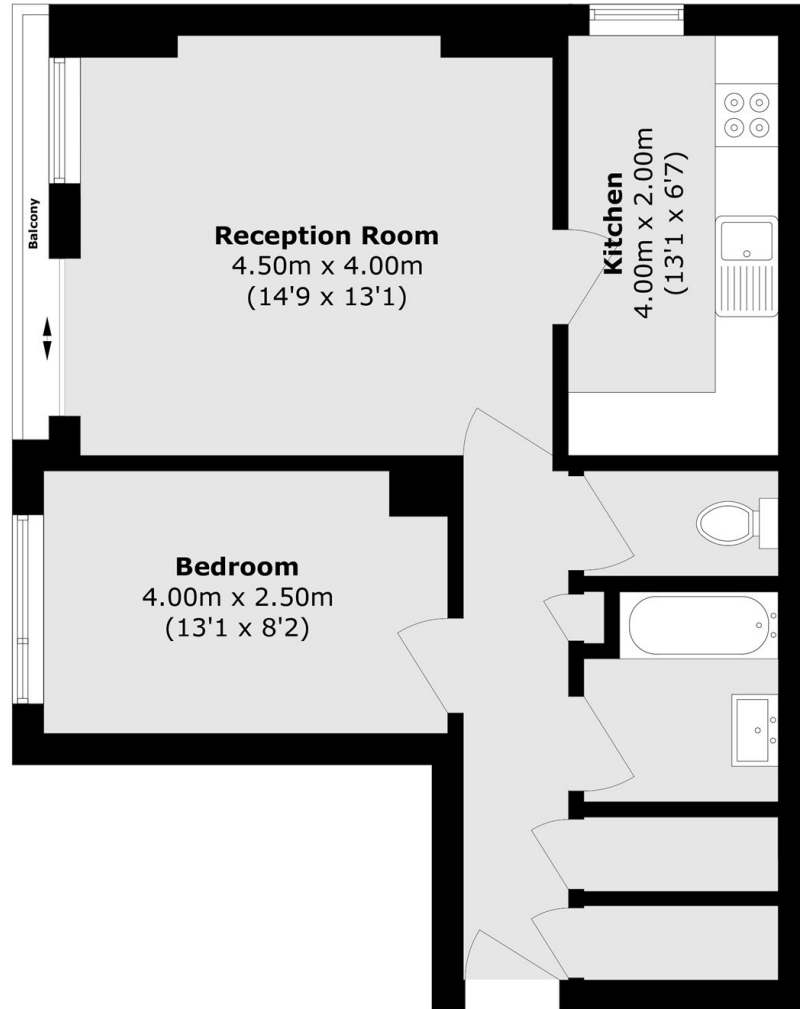 Balcony
Reception Room
4.50m x 4.00m
(14'9 x 13'1)
Kitchen
4.00m x 2.00m
(13'1 x 6'7)
Bedroom
4.00m x 2.50m
(13'1 x 8'2)